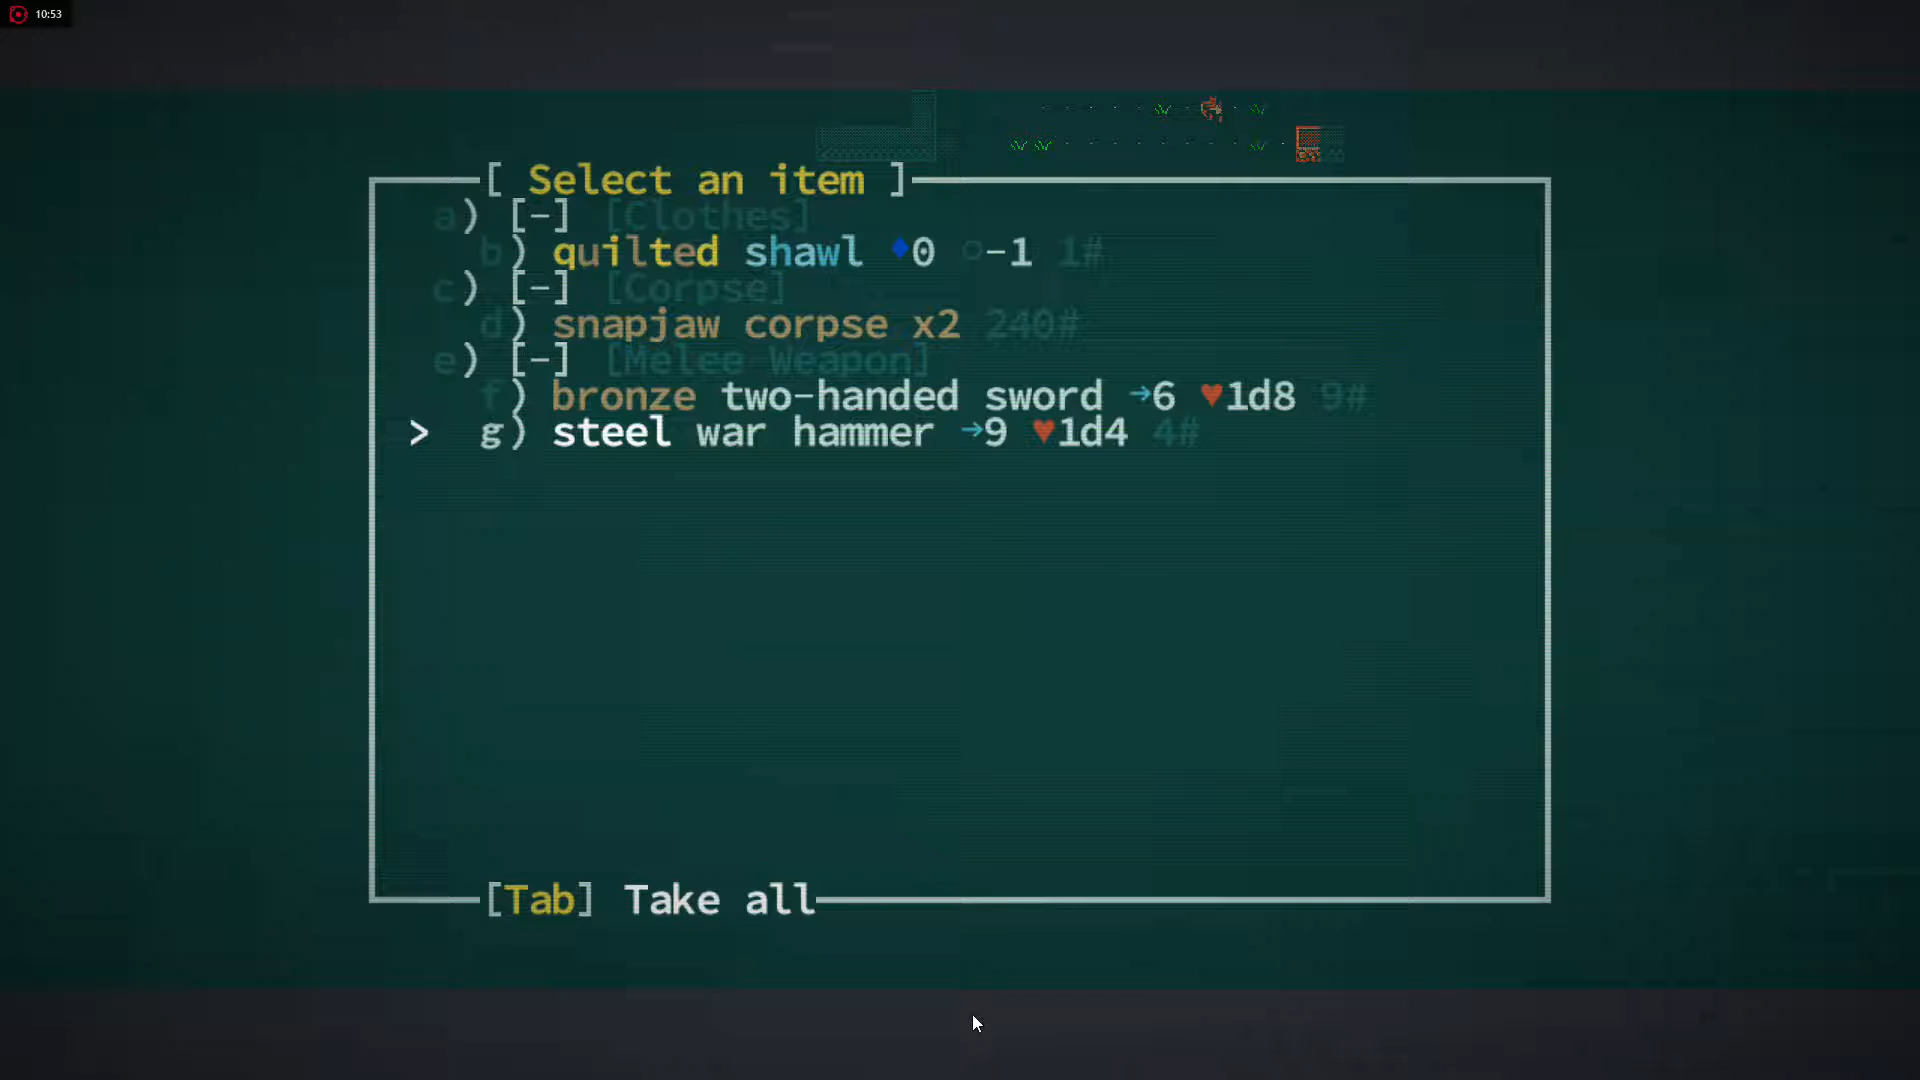 10:53
[ Select an item ]
a) [-] [Clothes]
b) quilted shawl ♦0 ○-1 1#
c) [-] [Corpse]
d) snapjaw corpse x2 240#
e) [-] [Melee Weapon]
f) bronze two-handed sword →6 ♥1d8 9#
> g) steel war hammer →9 ♥1d4 4#
[Tab] Take all